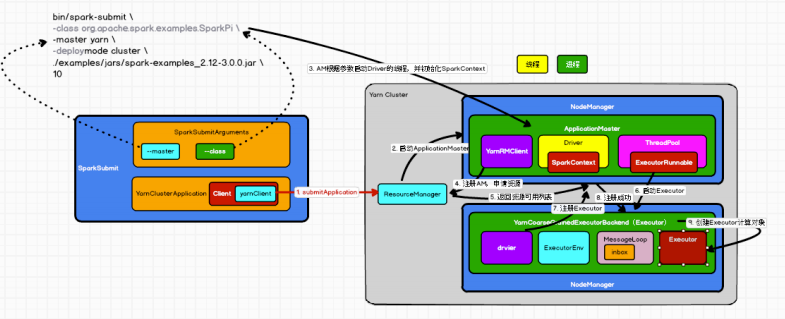 bin/spark-submit \
-class org.apache.spark.examples.SparkPi \
-master yarn \
-deploymode cluster \
./examples/jars/spark-examples_2.12-3.0.0.jar \
10
3. AM根据参数启动Driver的线程，并初始化SparkContext
线程
进程
Yarn Cluster
NodeManager
ApplicationMaster
YarnRMClient
Driver
SparkContext
ThreadPool
ExecutorRunnable
SparkSubmitArguments
--master
--class
SparkSubmit
YarnClusterApplication
Client
yarnClient
1. submitApplication
ResourceManager
2. 启动ApplicationMaster
4. 注册AM，申请资源
5. 返回资源可用列表
6. 启动Executor
7. 注册Executor
8. 注册成功
9. 创建Executor计算对象
drvier
ExecutorEnv
MessageLoop
inbox
Executor
NodeManager